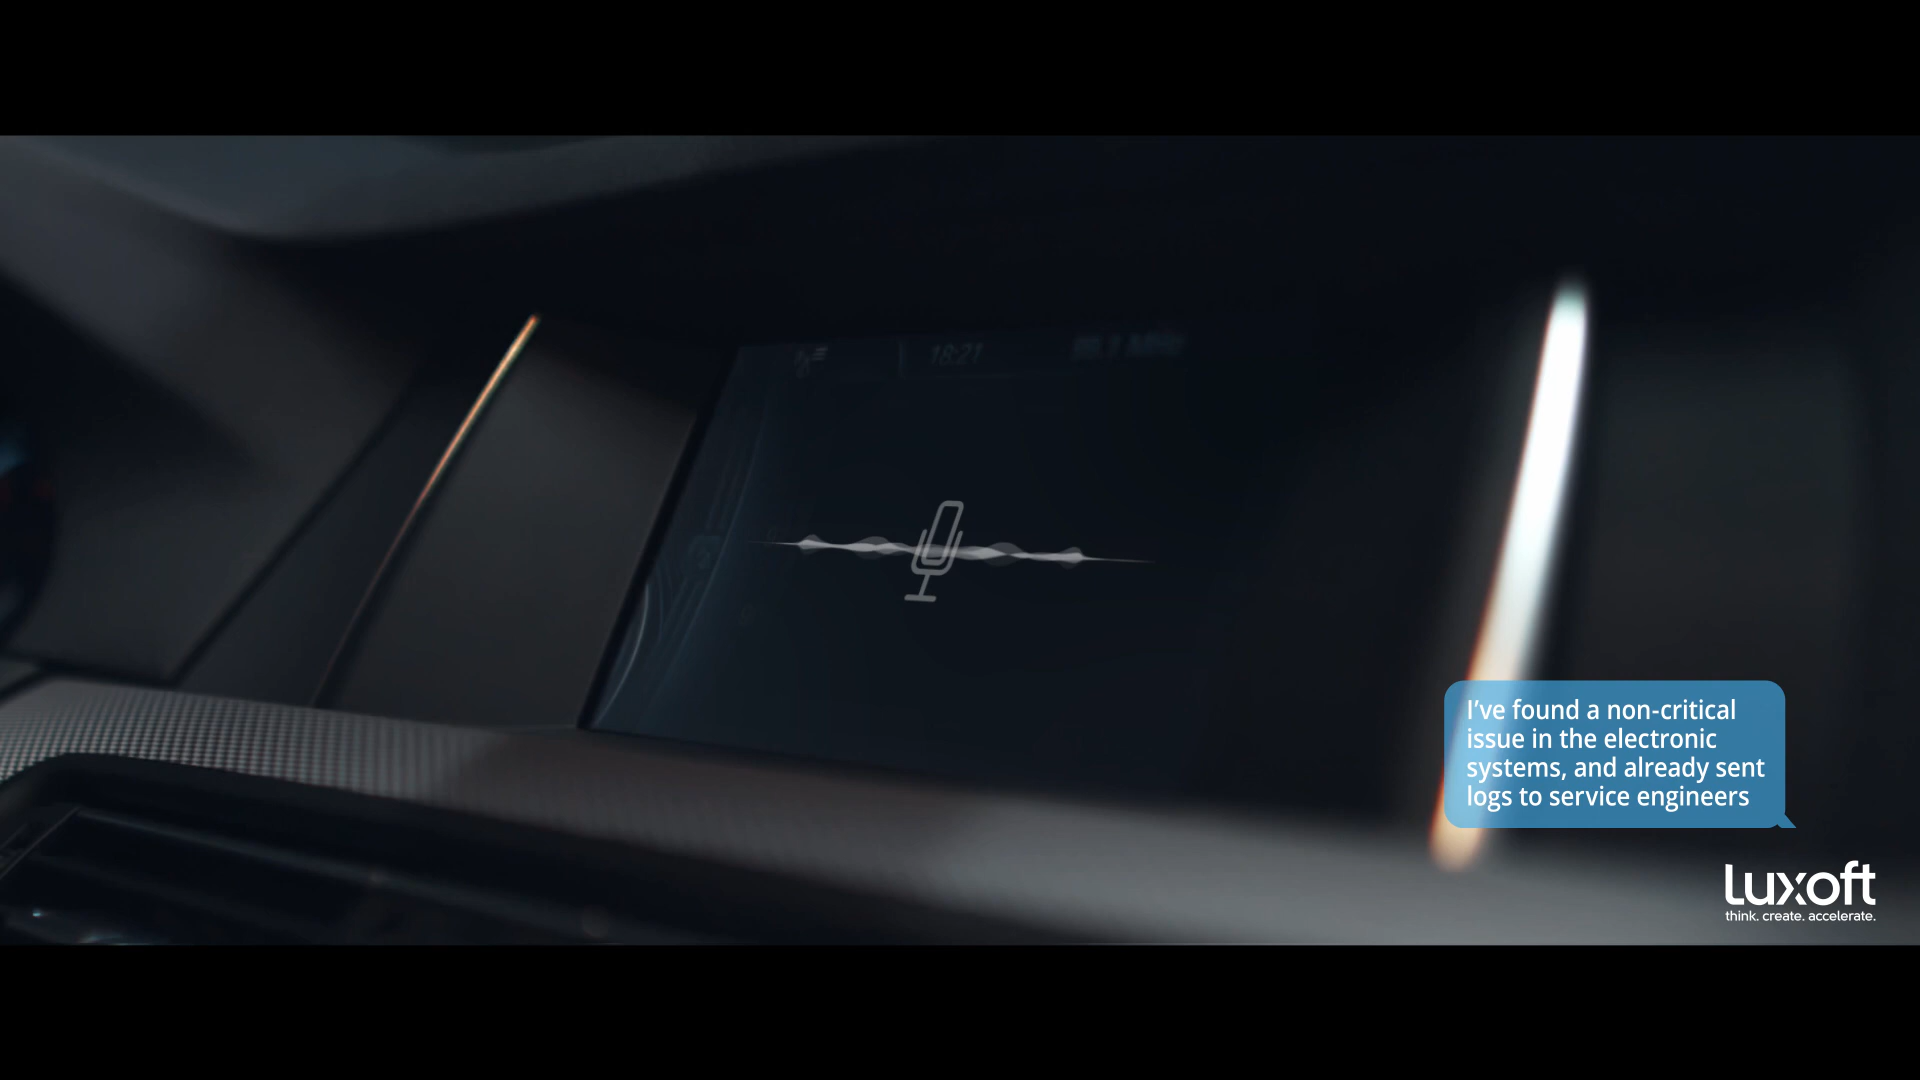 18:21
I've found a non-critical
issue in the electronic
systems, and already sent
logs to service engineers
luxoft
think. create. accelerate.